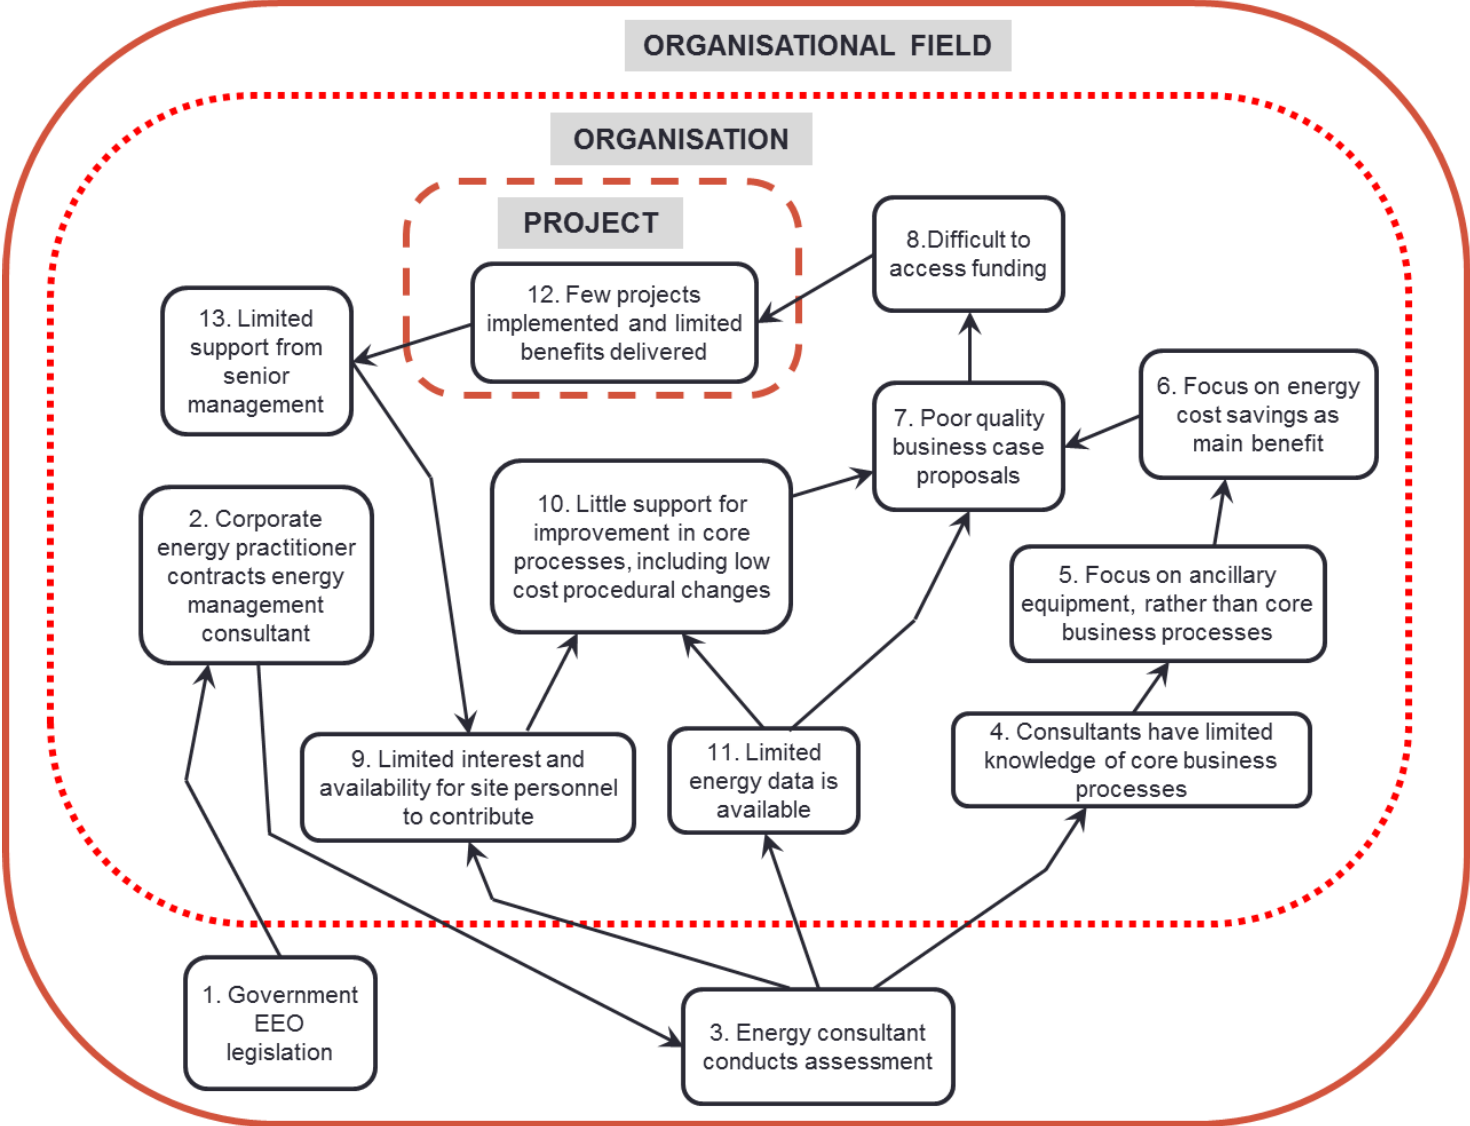 ORGANISATIONAL FIELD
ORGANISATION
PROJECT
8.Difficult to
access funding
12. Few projects
implemented and limited
benefits delivered
13. Limited
support from
senior
management
6. Focus on energy
cost savings as
main benefit
7. Poor quality
business case
proposals
10. Little support for
improvement in core
processes, including low
cost procedural changes
2. Corporate
energy practitioner
contracts energy
management
consultant
5. Focus on ancillary
equipment, rather than core
business processes
4. Consultants have limited
knowledge of core business
processes
9. Limited interest and
availability for site personnel
to contribute
11. Limited
energy data is
available
1. Government
EEO
legislation
3. Energy consultant
conducts assessment